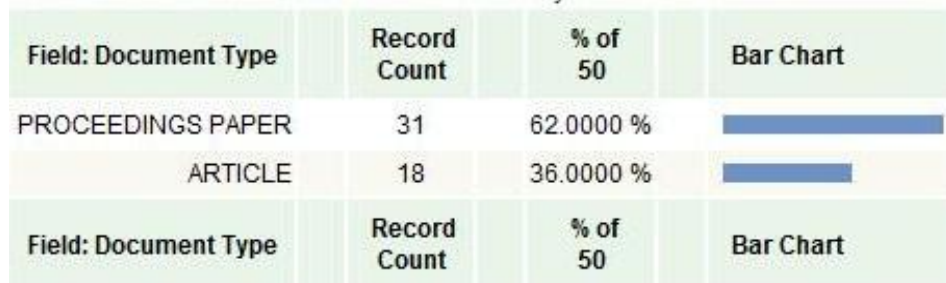 Field: Document Type Record Count % of 50 Bar Chart
PROCEEDINGS PAPER 31 62.0000 %
ARTICLE 18 36.0000 %
Field: Document Type Record Count % of 50 Bar Chart